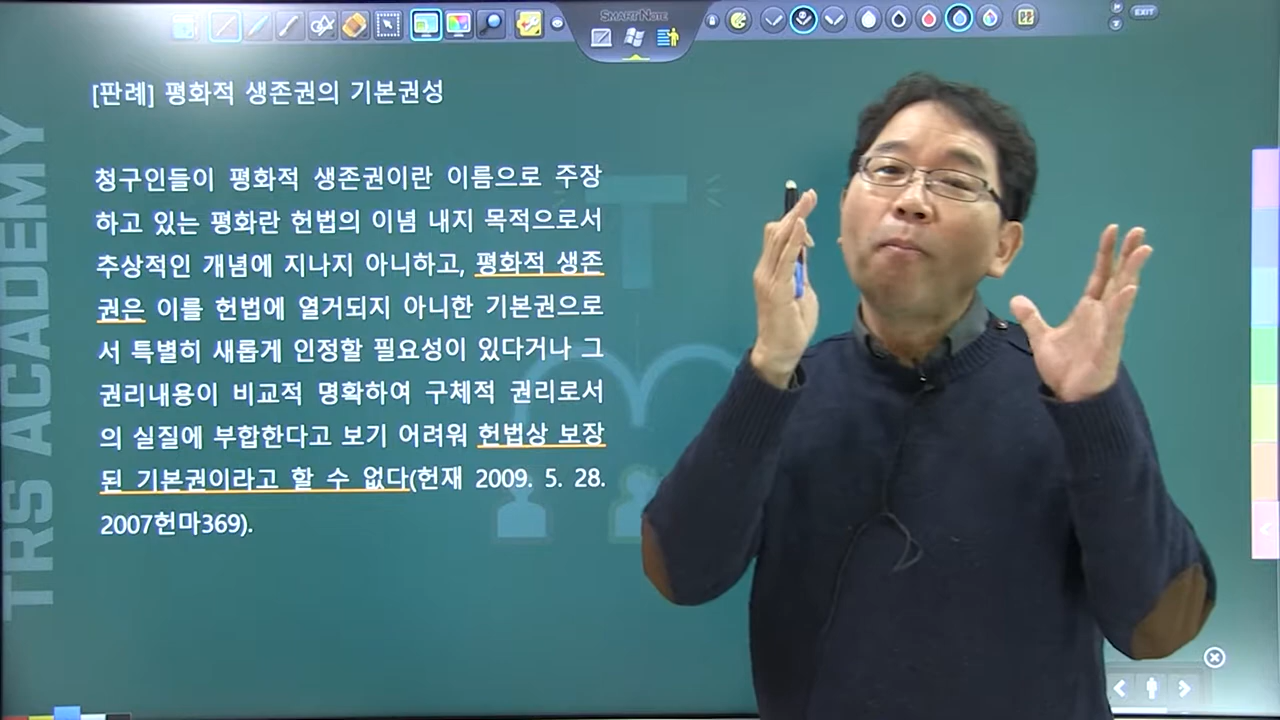 SMARTNOTE
EXIT
[판례] 평화적 생존권의 기본권성
청구인들이 평화적 생존권이란 이름으로 주장
하고 있는 평화란 헌법의 이념 내지 목적으로서
추상적인 개념에 지나지 아니하고, 평화적 생존
권은 이를 헌법에 열거되지 아니한 기본권으로
서 특별히 새롭게 인정할 필요성이 있다거나 그
권리내용이 비교적 명확하여 구체적 권리로서
의 실질에 부합한다고 보기 어려워 헌법상 보장
된 기본권이라고 할 수 없다(헌재 2009. 5. 28.
2007헌마369).
TRS ACADEMY